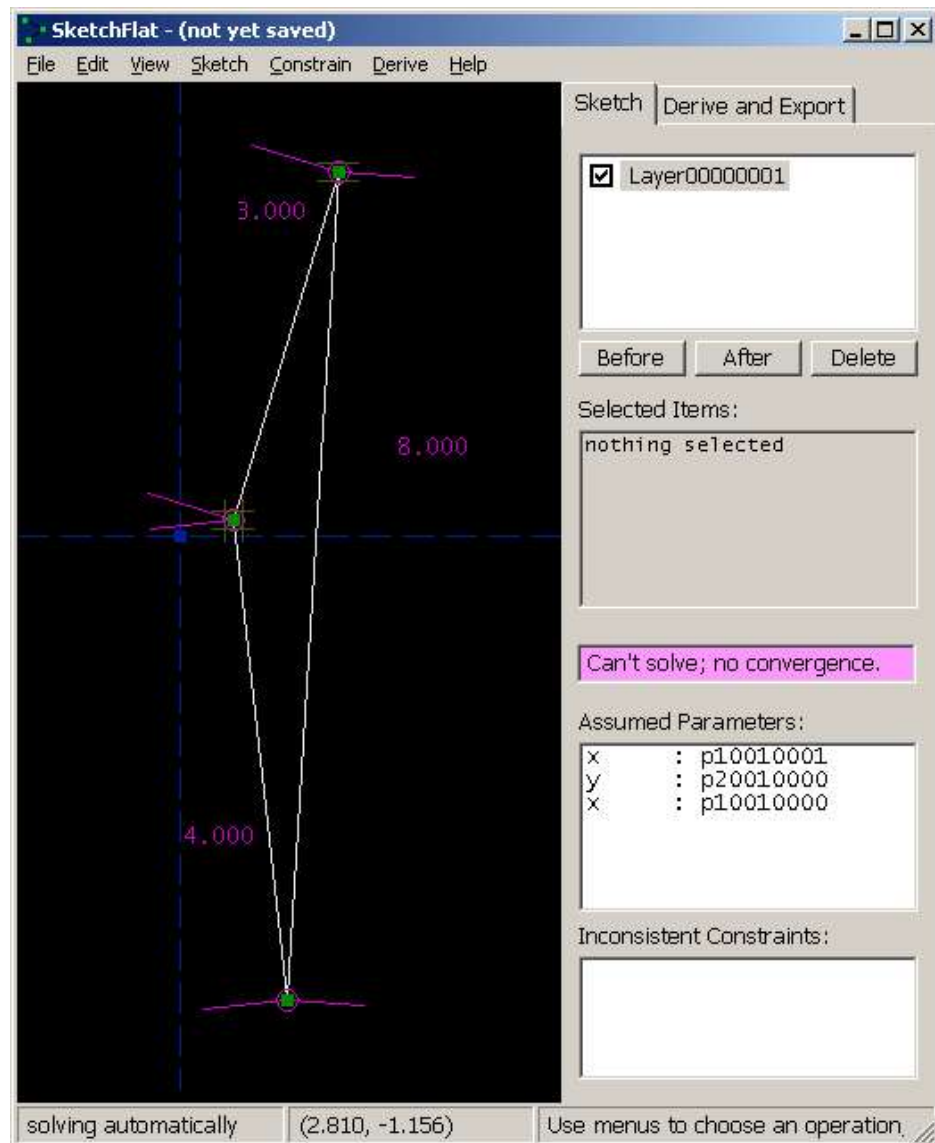 SketchFlat - (not yet saved)
File Edit View Sketch Constrain Derive Help
Sketch Derive and Export
Layer00000001
3.000
Before After Delete
Selected Items:
nothing selected
8.000
Can't solve; no convergence.
Assumed Parameters:
x : p10010001
y : p20010000
x : p10010000
4.000
Inconsistent Constraints:
solving automatically (2.810, -1.156) Use menus to choose an operation,